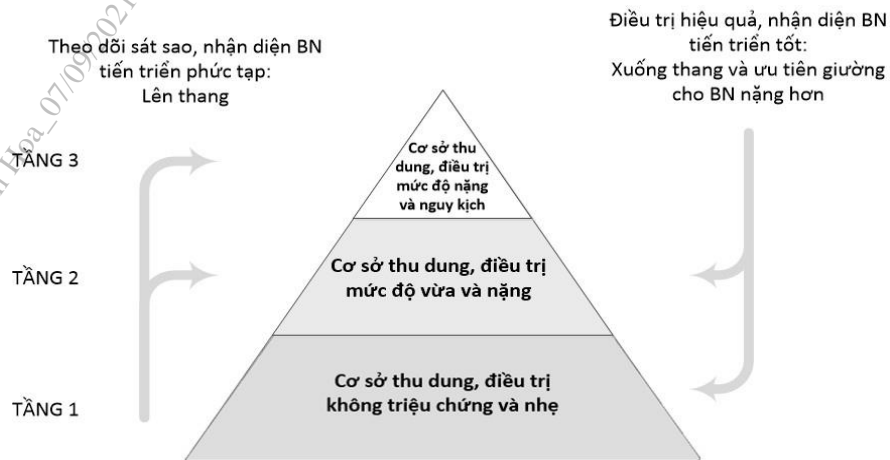 Theo dõi sát sao, nhận diện BN
tiến triển phức tạp:
Lên thang
Điều trị hiệu quả, nhận diện BN
tiến triển tốt:
Xuống thang và ưu tiên giường
cho BN nặng hơn
TẦNG 3
Cơ sở thu
dung, điều trị
mức độ nặng
và nguy kịch
TẦNG 2
Cơ sở thu dung, điều trị
mức độ vừa và nặng
TẦNG 1
Cơ sở thu dung, điều trị
không triệu chứng và nhẹ
Hoa_07/09/2021